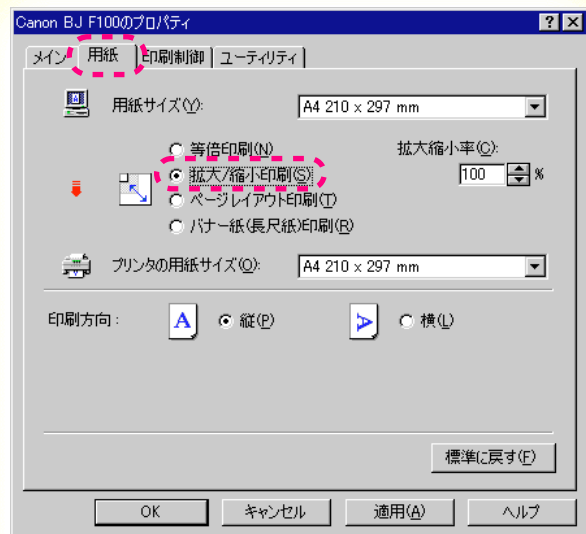 Canon BJ F100のプロパティ
メイン 用紙 印刷制御 ユーティリティ
用紙サイズ(Y): A4 210 x 297 mm
等倍印刷(N) 拡大縮小率(C):
拡大/縮小印刷(S) 100 %
ページレイアウト印刷(T)
バナー紙(長尺紙)印刷(R)
プリンタの用紙サイズ(O): A4 210 x 297 mm
印刷方向: A 縦(P) A 横(L)
標準に戻す(F)
OK キャンセル 適用(A) ヘルプ